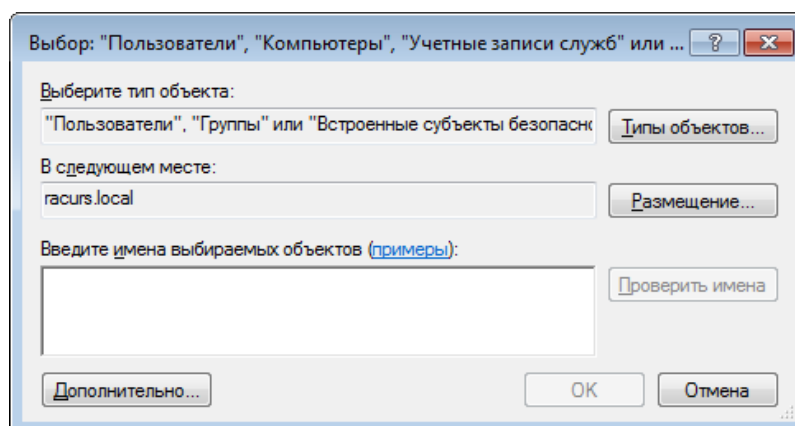 Выбор: "Пользователи", "Компьютеры", "Учетные записи служб" или ...
Выберите тип объекта:
"Пользователи", "Группы" или "Встроенные субъекты безопасно
Типы объектов...
В следующем месте:
racurs.local
Размещение...
Введите имена выбираемых объектов (примеры):
Проверить имена
Дополнительно...
ОК
Отмена